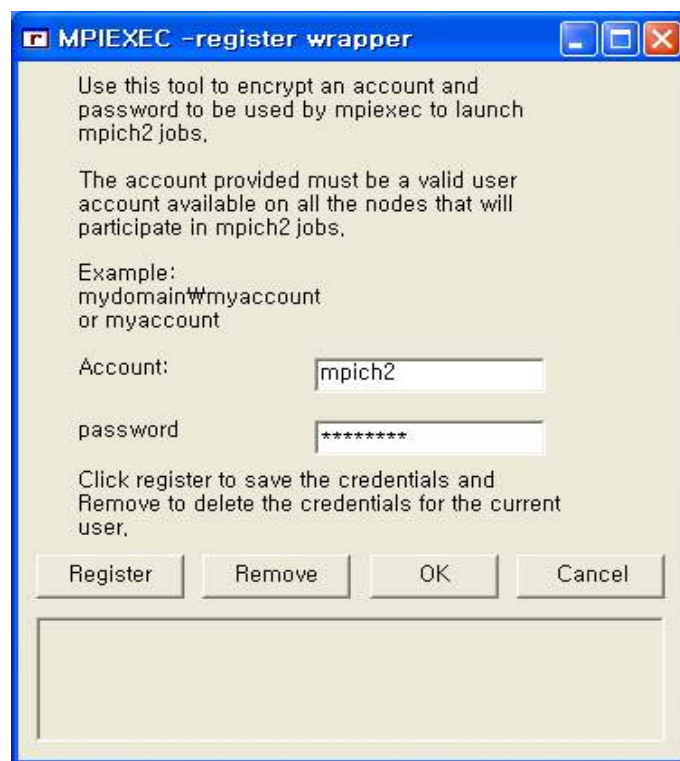 MPIEXEC -register wrapper
Use this tool to encrypt an account and
password to be used by mpiexec to launch
mpich2 jobs,
The account provided must be a valid user
account available on all the nodes that will
participate in mpich2 jobs,
Example:
mydomain₩myaccount
or myaccount
Account:
mpich2
password
********
Click register to save the credentials and
Remove to delete the credentials for the current
user,
Register
Remove
OK
Cancel